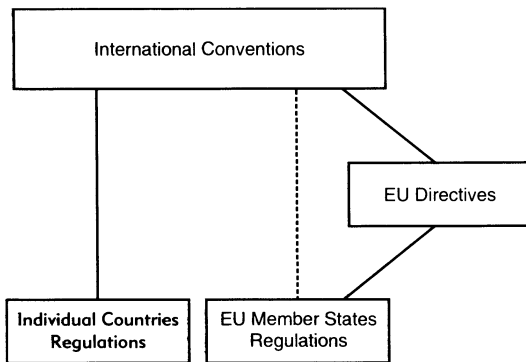 International Conventions
EU Directives
Individual Countries
Regulations
EU Member States
Regulations